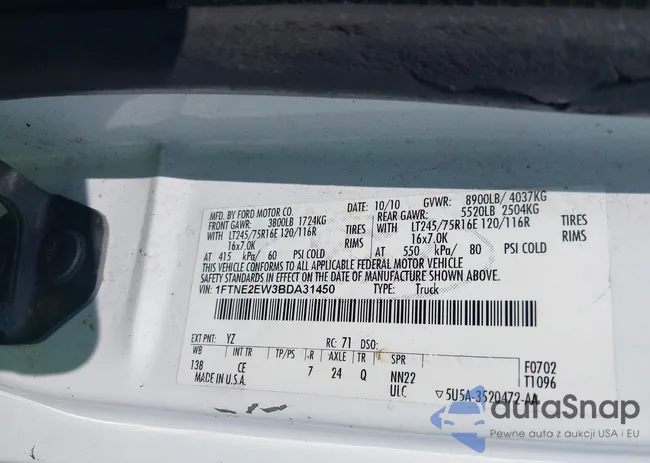 MFD. BY FORD MOTOR CO. 10/10 GVWR: 8900LB/ 4037KG
FRONT GAWR: 3800LB 1724KG REAR GAWR: 5520LB 2504KG
WITH LT245/75R16E 120/116R TIRES WITH LT245/75R16E 120/116R TIRES
16x7.0K RIMS 16x7.0K RIMS
AT 415 kPa/ 60 PSI COLD AT 550 kPa/ 80 PSI COLD
THIS VEHICLE CONFORMS TO ALL APPLICABLE FEDERAL MOTOR VEHICLE
SAFETY STANDARDS IN EFFECT ON THE DATE OF MANUFACTURE SHOWN ABOVE.
VIN: 1FTNE2EW3BDA31450 TYPE: Truck
EXT PNT: YZ RC: 71 DSO:
WB INT TR TP/PS R AXLE TR SPR F0702
138 CE 7 24 Q NN22 T1096
MADE IN U.S.A. ULC ▽5U5A-3520472-AA
autoSnap
Pewne auta z aukcji USA i EU